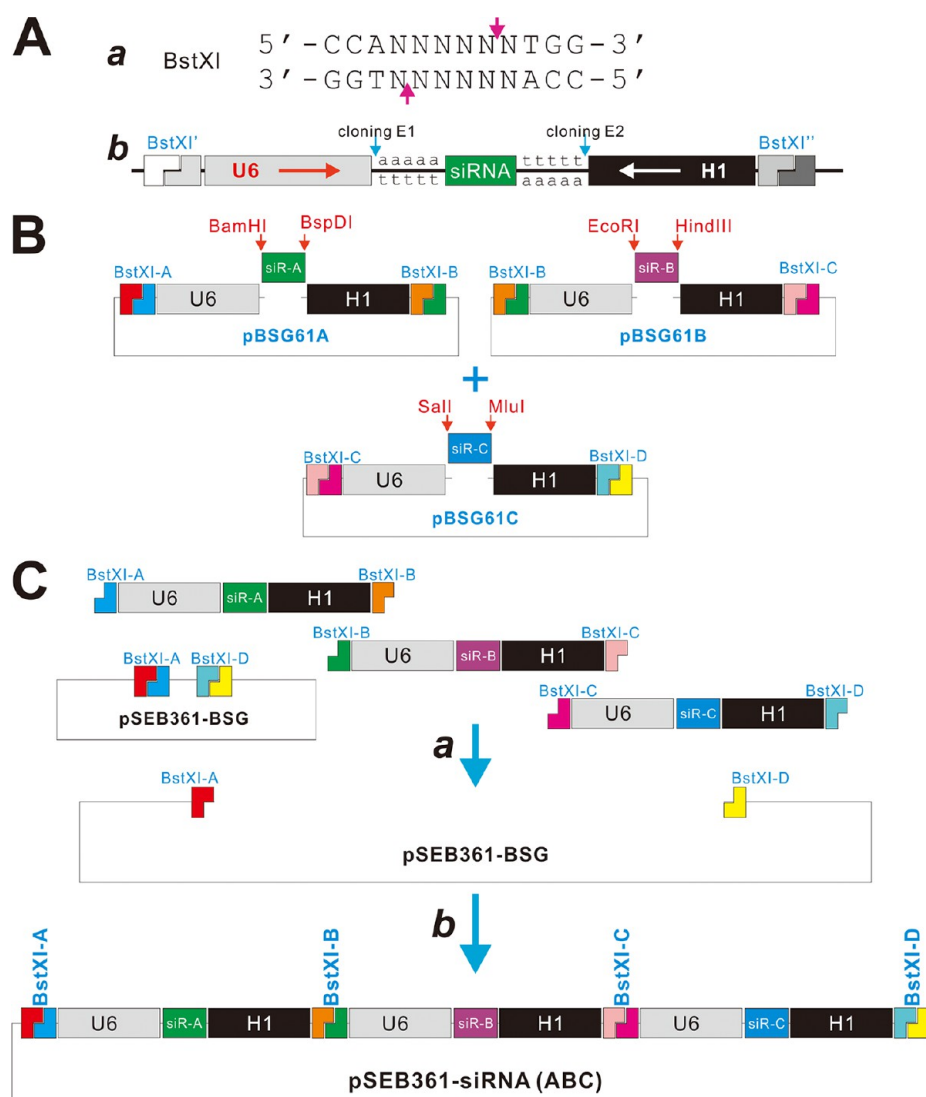 A
a
BstXI
5′-CCANNNNNNTGG-3′
3′-GGTNNNNNNACC-5′
b
BstXI'
cloning E1
cloning E2
BstXI''
U6
aaaaa
ttttt
siRNA
ttttt
aaaaa
H1
B
BamHI
BspDI
EcoRI
HindIII
BstXI-A
siR-A
BstXI-B
BstXI-B
siR-B
BstXI-C
U6
H1
U6
H1
pBSG61A
pBSG61B
+
SalI
MluI
BstXI-C
siR-C
BstXI-D
U6
H1
pBSG61C
C
BstXI-A
BstXI-B
U6
siR-A
H1
BstXI-B
BstXI-C
U6
siR-B
H1
BstXI-A
BstXI-D
pSEB361-BSG
BstXI-C
BstXI-D
U6
siR-C
H1
a
BstXI-A
BstXI-D
pSEB361-BSG
b
BstXI-A
BstXI-B
BstXI-C
BstXI-D
U6
siR-A
H1
U6
siR-B
H1
U6
siR-C
H1
pSEB361-siRNA (ABC)